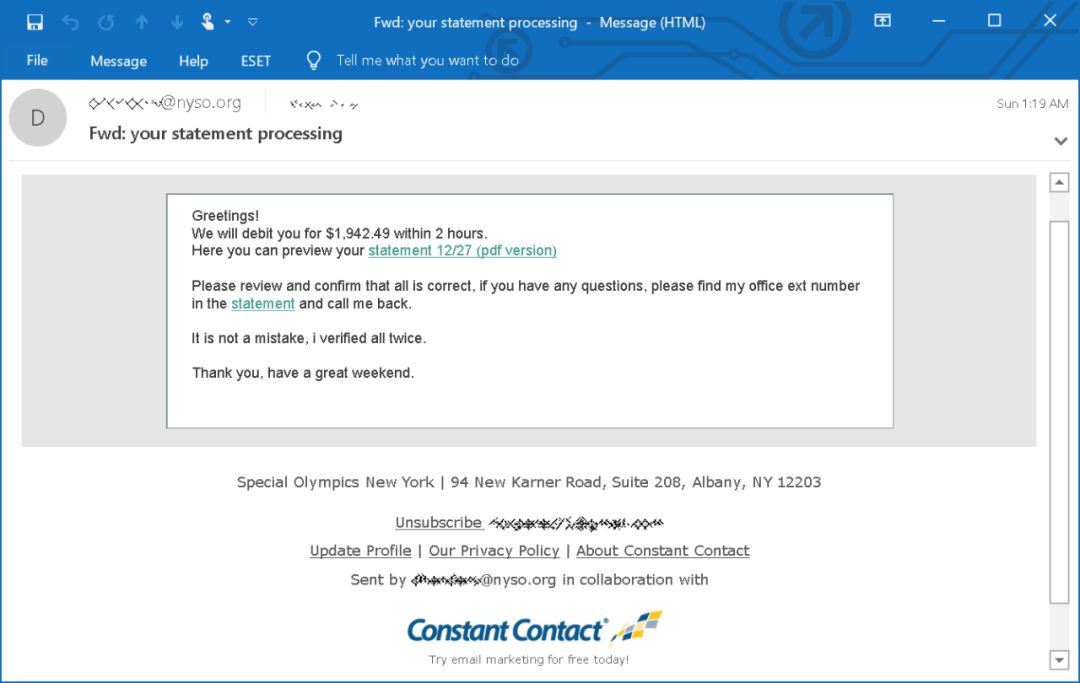 Fwd: your statement processing - Message (HTML)
File Message Help ESET Tell me what you want to do
D
@nyso.org
Sun 1:19 AM
Fwd: your statement processing
Greetings!
We will debit you for $1,942.49 within 2 hours.
Here you can preview your statement 12/27 (pdf version)
Please review and confirm that all is correct, if you have any questions, please find my office ext number
in the statement and call me back.
It is not a mistake, i verified all twice.
Thank you, have a great weekend.
Special Olympics New York | 94 New Karner Road, Suite 208, Albany, NY 12203
Unsubscribe
Update Profile | Our Privacy Policy | About Constant Contact
Sent by @nyso.org in collaboration with
Constant Contact®
Try email marketing for free today!